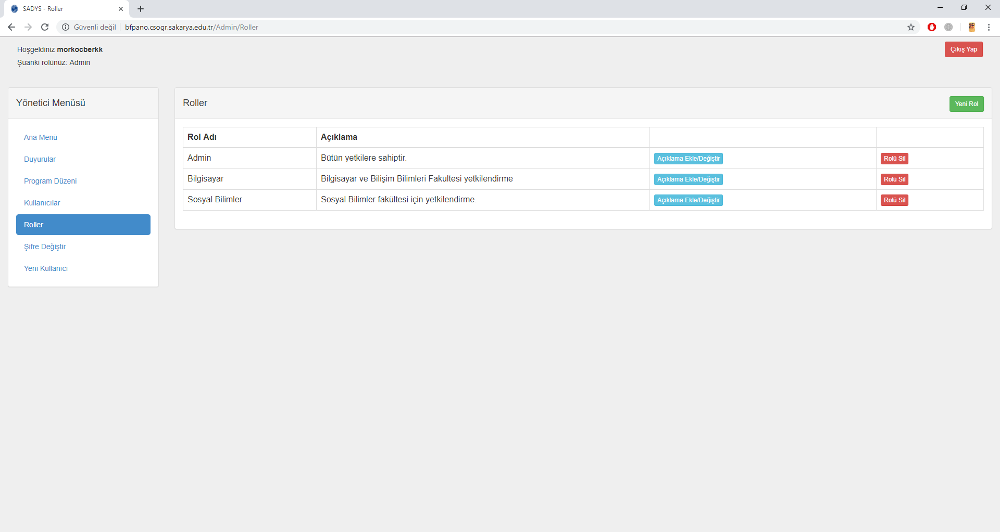 SADYS - Roller
Güvenli değil bfpano.csogr.sakarya.edu.tr/Admin/Roller
Hoşgeldiniz morkocberkk
Çıkış Yap
Şuanki rolünüz: Admin
Yönetici Menüsü
Ana Menü
Duyurular
Program Düzeni
Kullanıcılar
Roller
Şifre Değiştir
Yeni Kullanıcı
Roller
Yeni Rol
Rol Adı Açıklama
Admin Bütün yetkilere sahiptir. Açıklama Ekle/Değiştir Rolü Sil
Bilgisayar Bilgisayar ve Bilişim Bilimleri Fakültesi yetkilendirme Açıklama Ekle/Değiştir Rolü Sil
Sosyal Bilimler Sosyal Bilimler fakültesi için yetkilendirme. Açıklama Ekle/Değiştir Rolü Sil